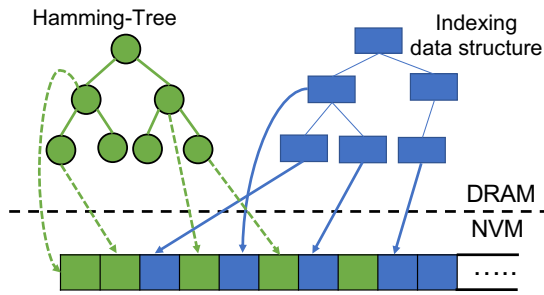 Hamming-Tree
Indexing
data structure
DRAM
NVM
.....